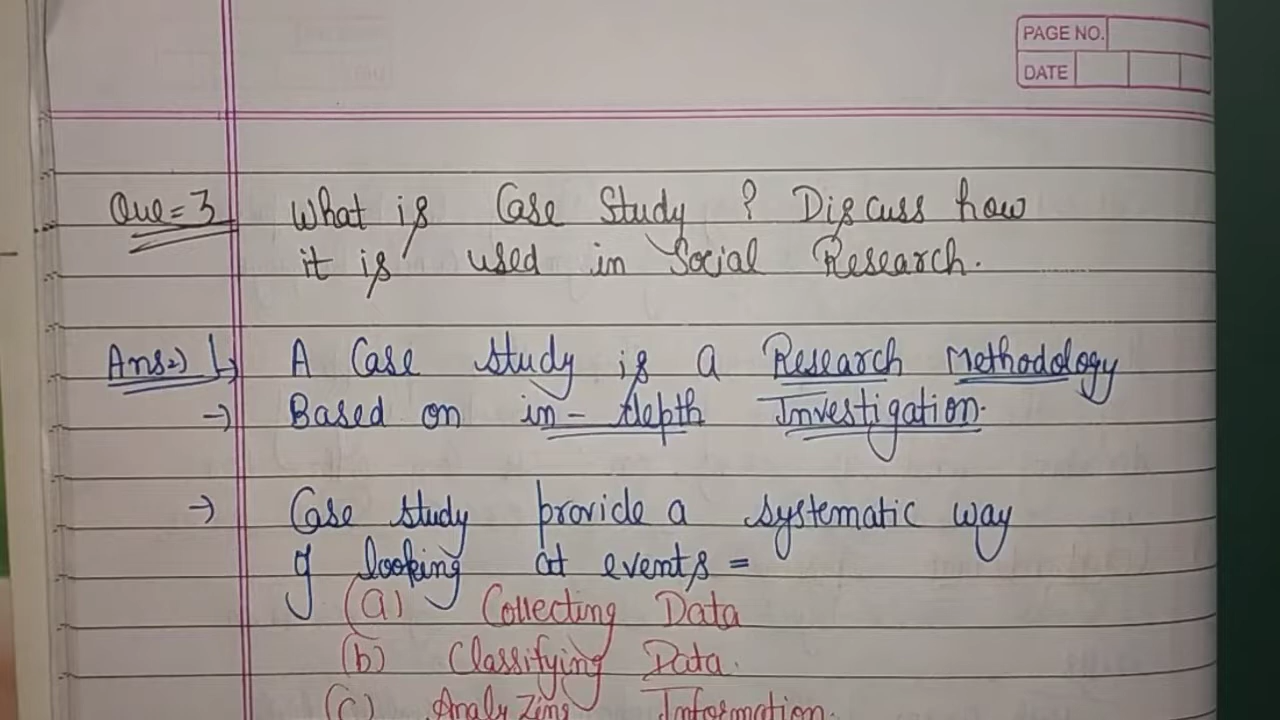 PAGE NO.
DATE
Que=3 What is Case Study ? Discuss how
it is used in Social Research.
Ans=) ↳ A Case study is a Research Methodology
→ Based on in-depth Investigation.
→ Case study provide a systematic way
of looking at events =
(a) Collecting Data
(b) Classifying Data.
(c) Analyzing Information.